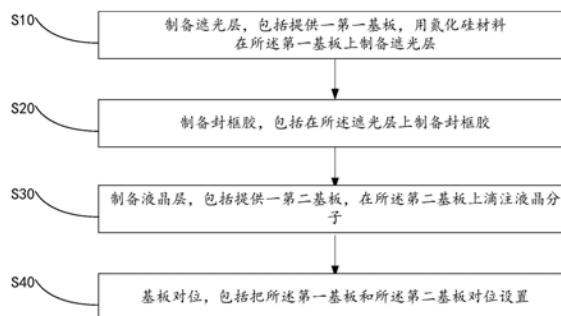 S10
制备遮光层，包括提供一第一基板，用氮化硅材料
在所述第一基板上制备遮光层
S20
制备封框胶，包括在所述遮光层上制备封框胶
S30
制备液晶层，包括提供一第二基板，在所述第二基板上滴注液晶分
子
S40
基板对位，包括把所述第一基板和所述第二基板对位设置